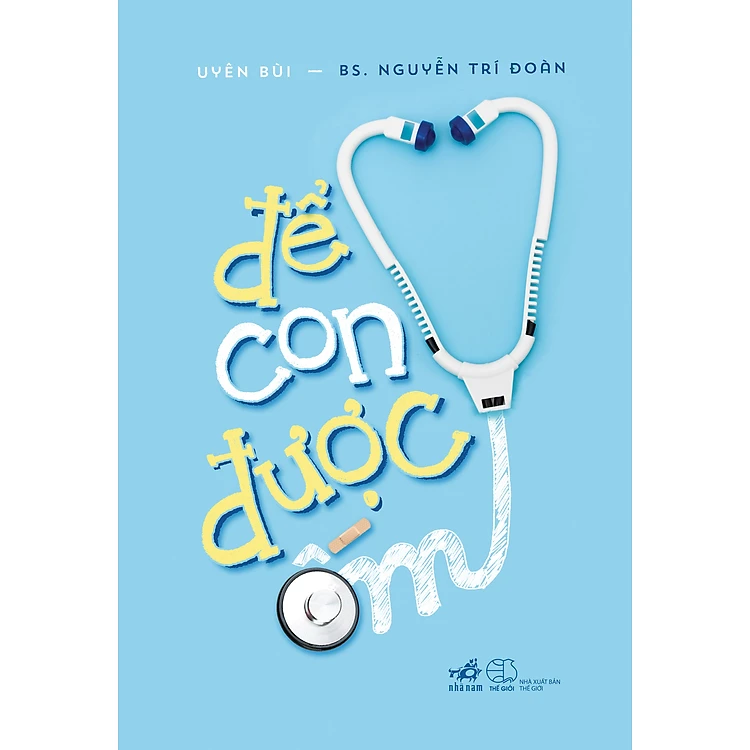 UYÊN BÙI — BS. NGUYỄN TRÍ ĐOÀN
để
con
được
ốm
nhã nam
THẾ GIỚI
NHÀ XUẤT BẢN
THẾ GIỚI